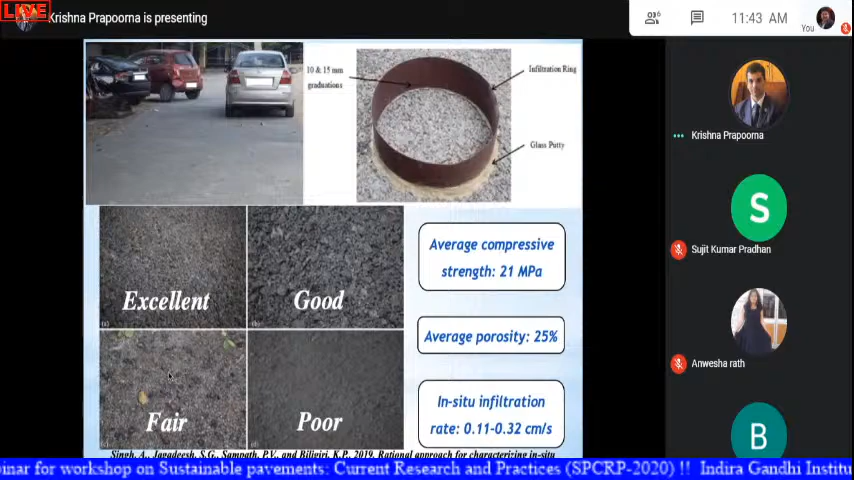 LIVE
Krishna Prapoorna is presenting
6
11:43 AM
You
10 & 15 mm
graduations
Infiltration Ring
Glass Putty
Krishna Prapoorna
S
Sujit Kumar Pradhan
Anwesha rath
B
Excellent
Good
Fair
Poor
(a)
(b)
(c)
(d)
Average compressive
strength: 21 MPa
Average porosity: 25%
In-situ infiltration
rate: 0.11-0.32 cm/s
Singh, A., Jagadeesh, S.G., Sampath, P.V., and Biligiri, K.P., 2019. Rational approach for characterizing in-situ
inar for workshop on Sustainable pavements: Current Research and Practices (SPCRP-2020) !! Indira Gandhi Institu